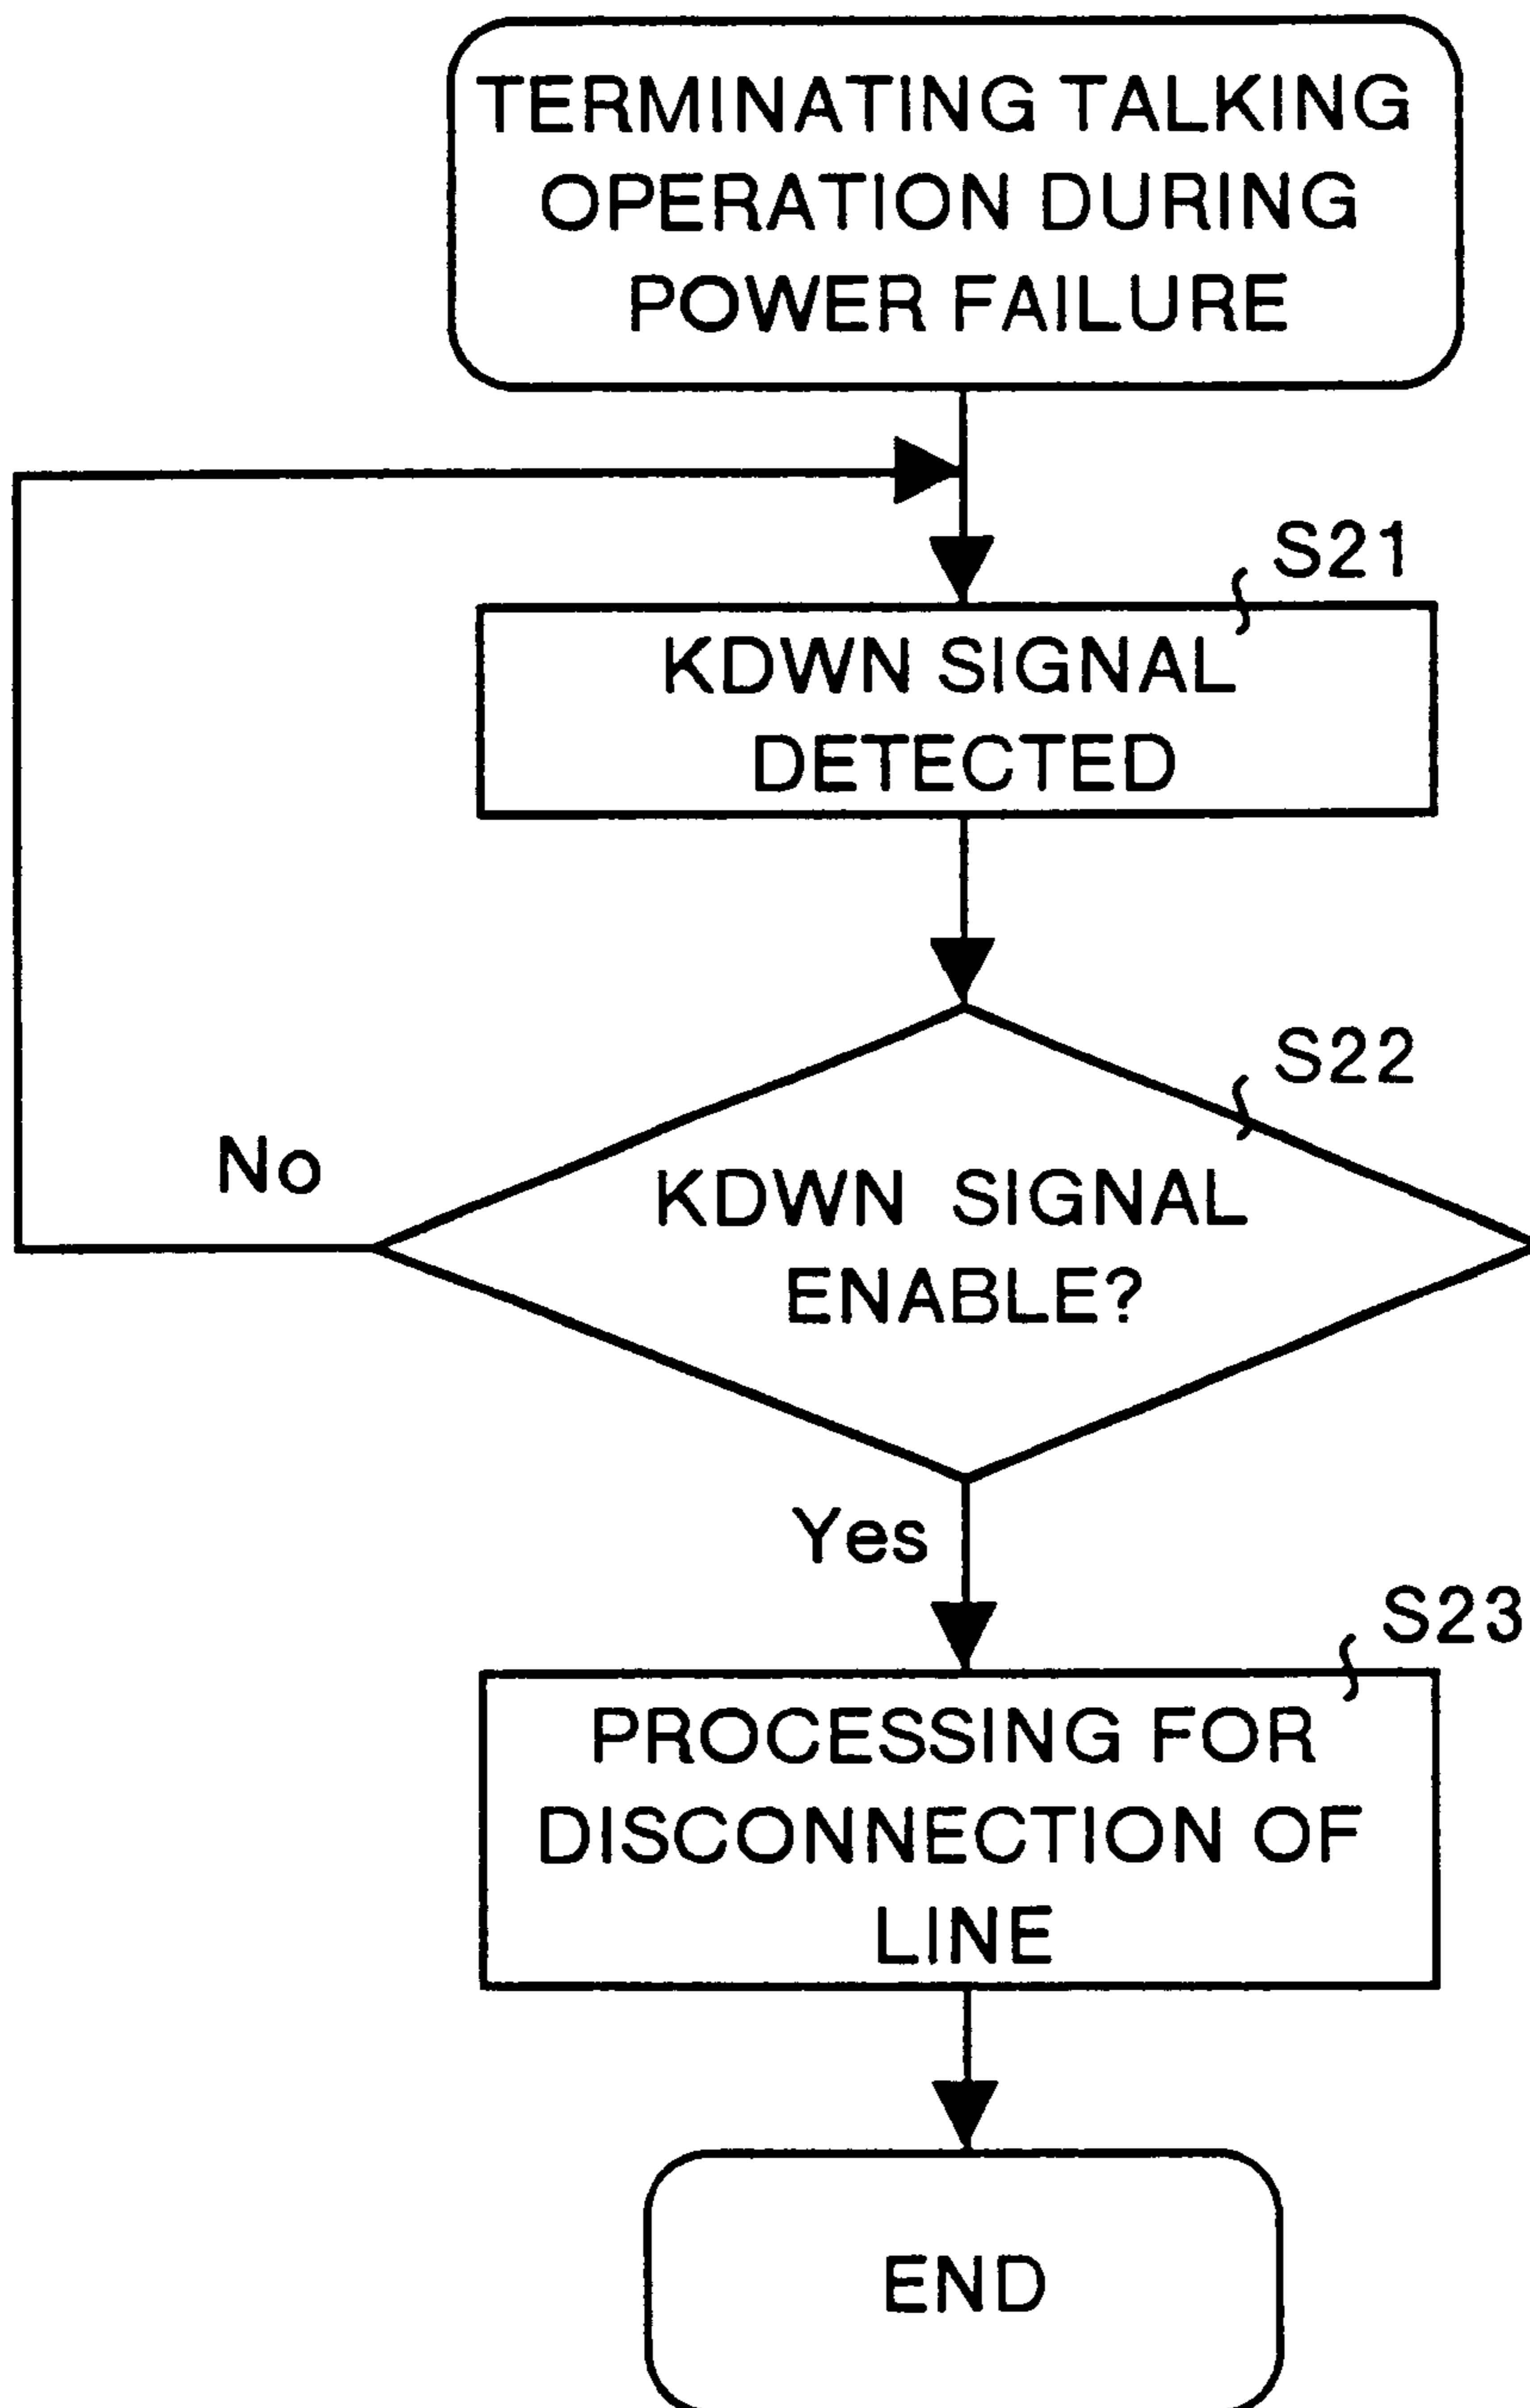 TERMINATING TALKING
OPERATION DURING
POWER FAILURE
S21
KDWN SIGNAL
DETECTED
S22
No
KDWN SIGNAL
ENABLE?
Yes
S23
PROCESSING FOR
DISCONNECTION OF
LINE
END